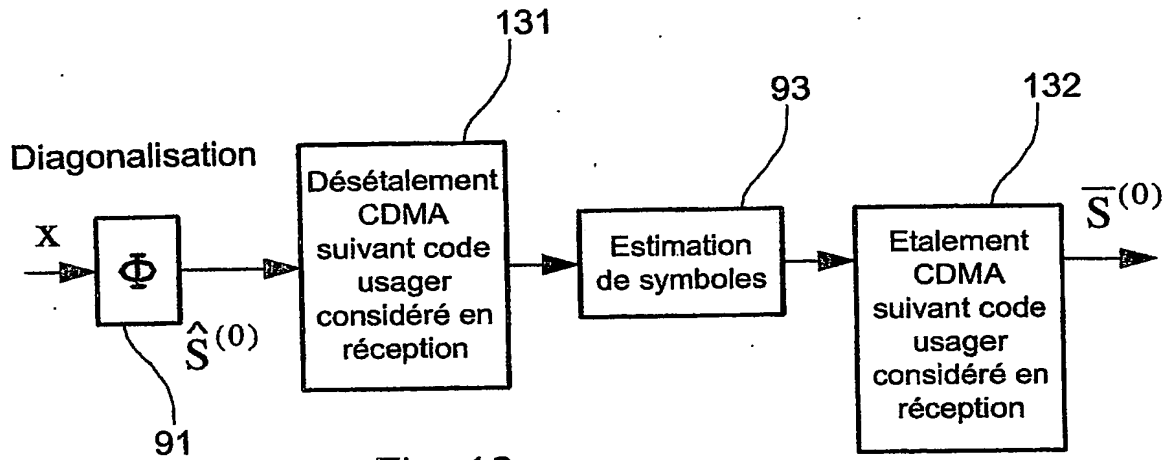 131
93
132
Diagonalisation
x
Φ
Ŝ⁽⁰⁾
91
Désétalement
CDMA
suivant code
usager
considéré en
réception
Estimation
de symboles
Etalement
CDMA
suivant code
usager
considéré en
réception
S̅⁽⁰⁾